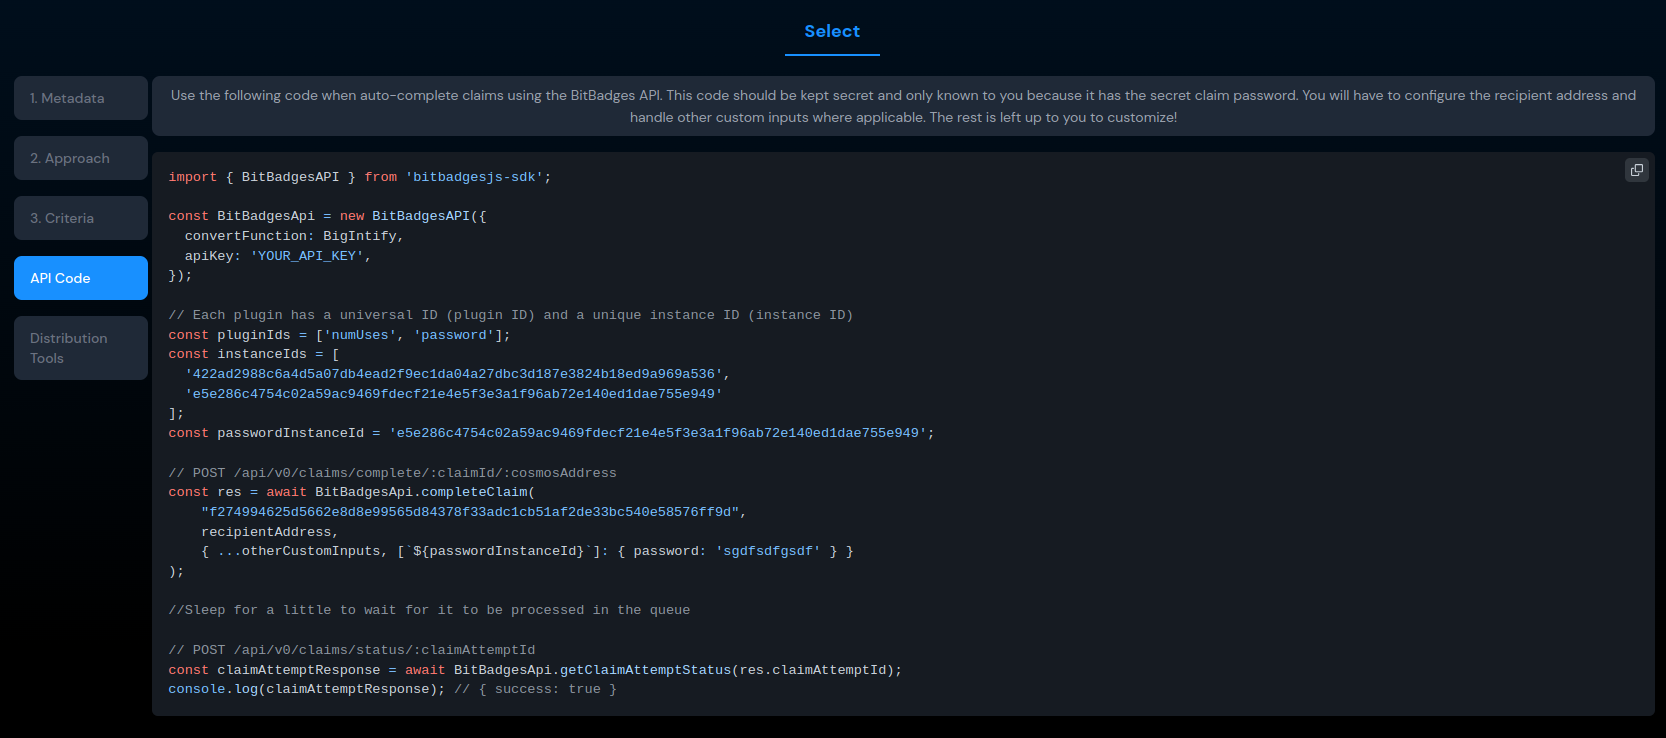 Select
1. Metadata
2. Approach
3. Criteria
API Code
Distribution
Tools
Use the following code when auto-complete claims using the BitBadges API. This code should be kept secret and only known to you because it has the secret claim password. You will have to configure the recipient address and
handle other custom inputs where applicable. The rest is left up to you to customize!
import { BitBadgesAPI } from 'bitbadgesjs-sdk';
const BitBadgesApi = new BitBadgesAPI({
  convertFunction: BigIntify,
  apiKey: 'YOUR_API_KEY',
});
// Each plugin has a universal ID (plugin ID) and a unique instance ID (instance ID)
const pluginIds = ['numUses', 'password'];
const instanceIds = [
  '422ad2988c6a4d5a07db4ead2f9ec1da04a27dbc3d187e3824b18ed9a969a536',
  'e5e286c4754c02a59ac9469fdecf21e4e5f3e3a1f96ab72e140ed1dae755e949'
];
const passwordInstanceId = 'e5e286c4754c02a59ac9469fdecf21e4e5f3e3a1f96ab72e140ed1dae755e949';
// POST /api/v0/claims/complete/:claimId/:cosmosAddress
const res = await BitBadgesApi.completeClaim(
    "f274994625d5662e8d8e99565d84378f33adc1cb51af2de33bc540e58576ff9d",
    recipientAddress,
    { ...otherCustomInputs, [`${passwordInstanceId}`]: { password: 'sgdfsdfgsdf' } }
);
//Sleep for a little to wait for it to be processed in the queue
// POST /api/v0/claims/status/:claimAttemptId
const claimAttemptResponse = await BitBadgesApi.getClaimAttemptStatus(res.claimAttemptId);
console.log(claimAttemptResponse); // { success: true }